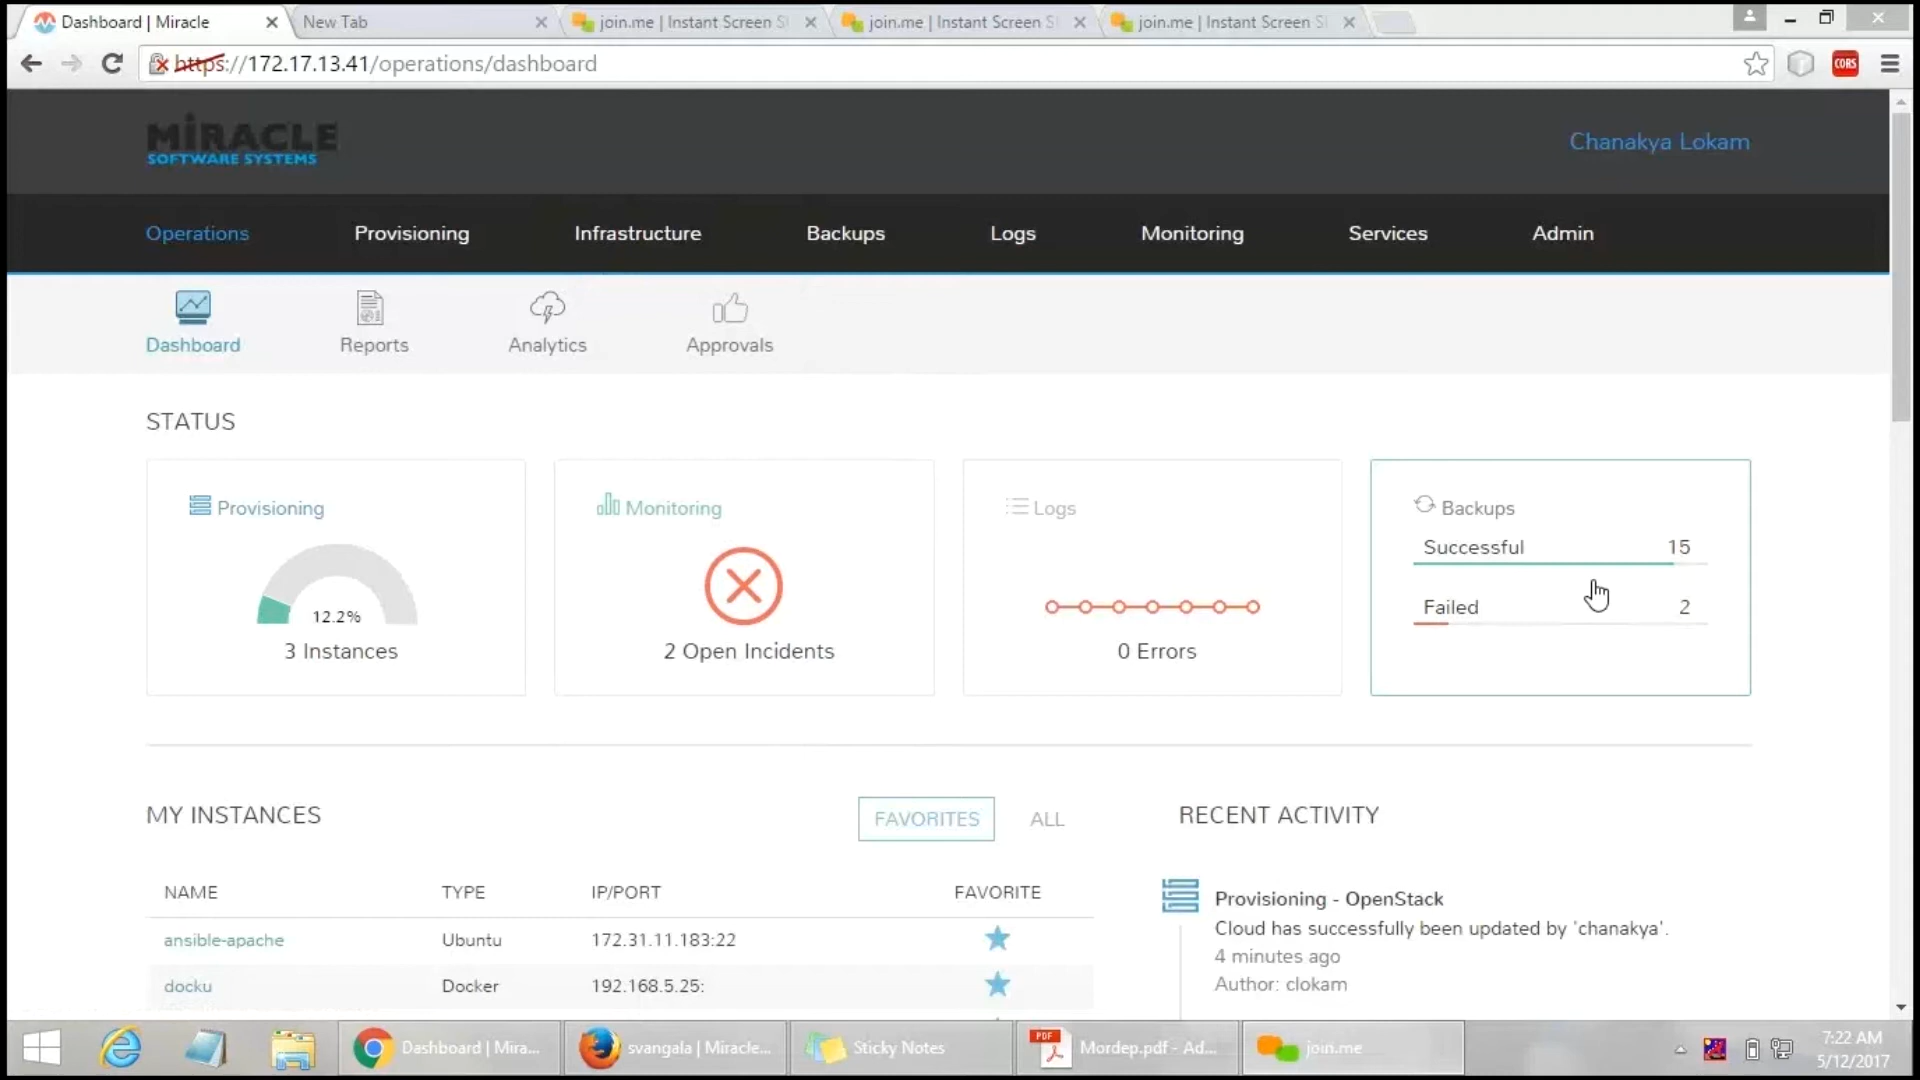 Dashboard | Miracle
New Tab
join.me | Instant Screen S
join.me | Instant Screen S
join.me | Instant Screen S
https://172.17.13.41/operations/dashboard
CORS
MiRACLE
SOFTWARE SYSTEMS
Chanakya Lokam
Operations
Provisioning
Infrastructure
Backups
Logs
Monitoring
Services
Admin
Dashboard
Reports
Analytics
Approvals
STATUS
Provisioning
12.2%
3 Instances
Monitoring
2 Open Incidents
Logs
0 Errors
Backups
Successful 15
Failed 2
MY INSTANCES
FAVORITES
ALL
NAME TYPE IP/PORT FAVORITE
ansible-apache Ubuntu 172.31.11.183:22
docku Docker 192.168.5.25:
RECENT ACTIVITY
Provisioning - OpenStack
Cloud has successfully been updated by 'chanakya'.
4 minutes ago
Author: clokam
Dashboard | Mira...
svangala | Miracle...
Sticky Notes
PDF
Mordep.pdf - Ad...
join.me
7:22 AM
5/12/2017